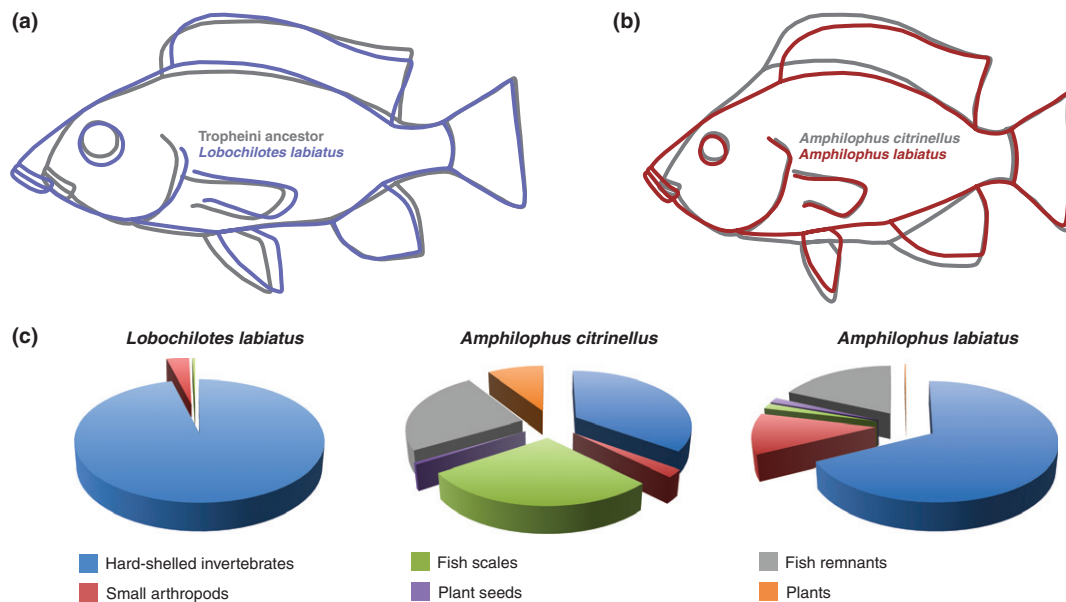 (a)
(b)
Tropheini ancestor
Lobochilotes labiatus
Amphilophus citrinellus
Amphilophus labiatus
(c)
Lobochilotes labiatus
Amphilophus citrinellus
Amphilophus labiatus
Hard-shelled invertebrates
Fish scales
Fish remnants
Small arthropods
Plant seeds
Plants